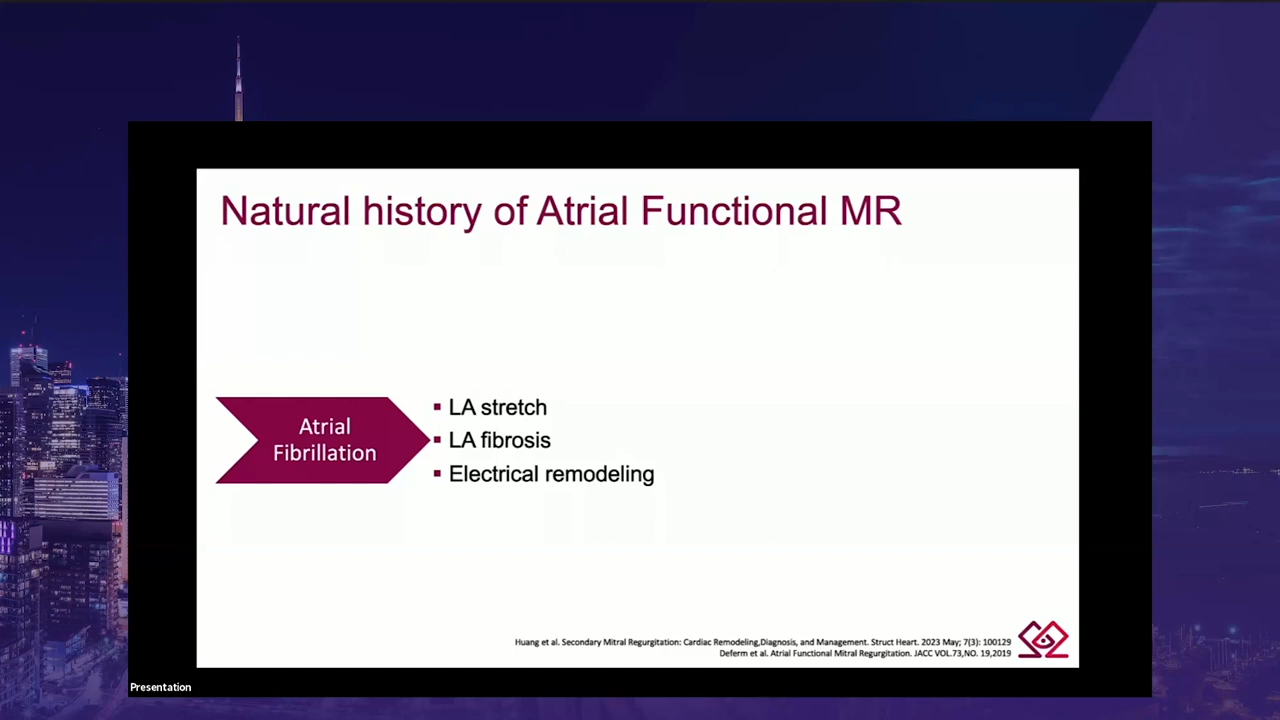 Natural history of Atrial Functional MR
Atrial
Fibrillation
▪ LA stretch
▪ LA fibrosis
▪ Electrical remodeling
Huang et al. Secondary Mitral Regurgitation: Cardiac Remodeling,Diagnosis, and Management. Struct Heart. 2023 May; 7(3): 100129
Deferm et al. Atrial Functional Mitral Regurgitation. JACC VOL.73,NO. 19,2019
Presentation